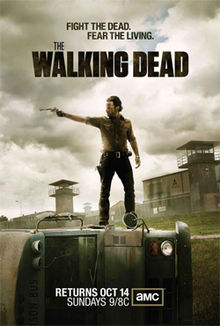 FIGHT THE DEAD.
FEAR THE LIVING.
THE
WALKING DEAD
RETURNS OCT 14
SUNDAYS 9/8C
aMC